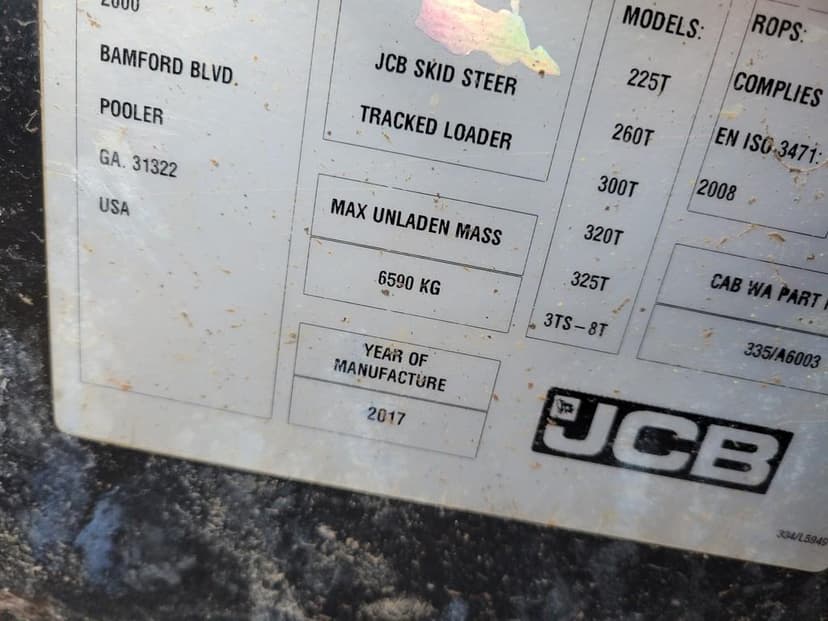 2000
BAMFORD BLVD.
POOLER
GA. 31322
USA
JCB SKID STEER
TRACKED LOADER
MAX UNLADEN MASS
6590 KG
YEAR OF
MANUFACTURE
2017
MODELS:
225T
260T
300T
320T
325T
3TS-8T
ROPS:
COMPLIES
EN ISO 3471:
2008
CAB WA PART
335/A6003
JCB